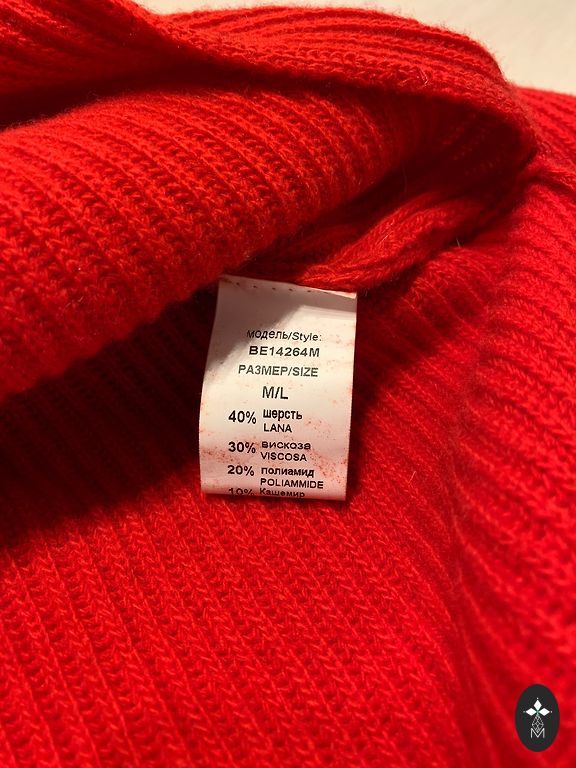 модель/Style:
BE14264M
РАЗМЕР/SIZE
M/L
40% шерсть
LANA
30% вискоза
VISCOSA
20% полиамид
POLIAMMIDE
10% Кашемир